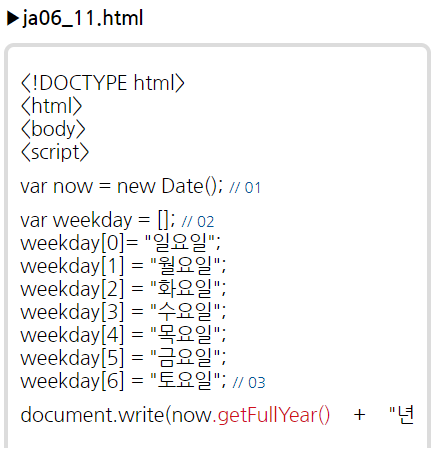 ▶ja06_11.html
<!DOCTYPE html>
<html>
<body>
<script>
var now = new Date(); // 01
var weekday = []; // 02
weekday[0]= "일요일";
weekday[1] = "월요일";
weekday[2] = "화요일";
weekday[3] = "수요일";
weekday[4] = "목요일";
weekday[5] = "금요일";
weekday[6] = "토요일"; // 03
document.write(now.getFullYear() + "년